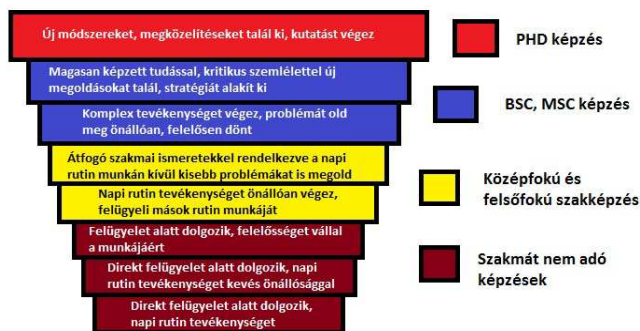 Új módszereket, megközelítéseket talál ki, kutatást végez
Magasan képzett tudással, kritikus szemlélettel új
megoldásokat talál, stratégiát alakít ki
Komplex tevékenységet végez, problémát old
meg önállóan, felelősen dönt
Átfogó szakmai ismeretekkel rendelkezve a napi
rutin munkán kívül kisebb problémákat is megold
Napi rutin tevékenységet önállóan végez,
felügyeli mások rutin munkáját
Felügyelet alatt dolgozik, felelősséget vállal
a munkájáért
Direkt felügyelet alatt dolgozik, napi
rutin tevékenységet kevés önállósággal
Direkt felügyelet alatt dolgozik,
napi rutin tevékenységet
PHD képzés
BSC, MSC képzés
Középfokú és
felsőfokú szakképzés
Szakmát nem adó
képzések